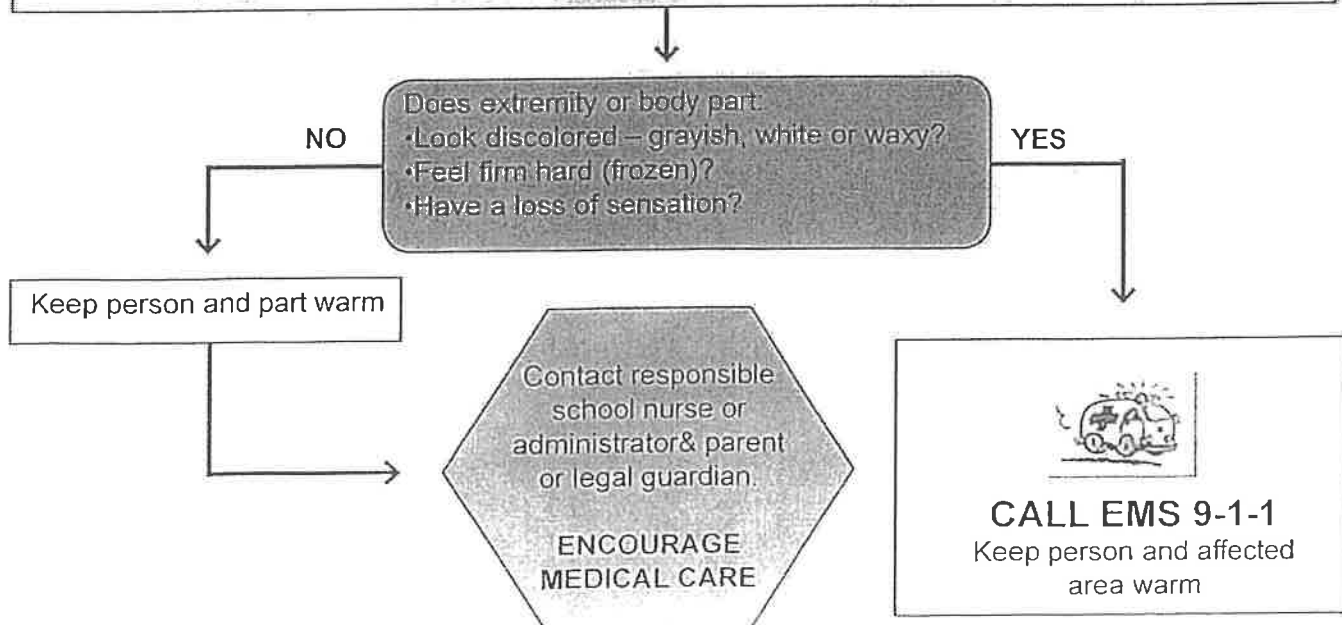 Does extremity or body part:
•Look discolored – grayish, white or waxy?
•Feel firm hard (frozen)?
•Have a loss of sensation?
NO
YES
Keep person and part warm
Contact responsible
school nurse or
administrator& parent
or legal guardian.
ENCOURAGE
MEDICAL CARE
CALL EMS 9-1-1
Keep person and affected
area warm